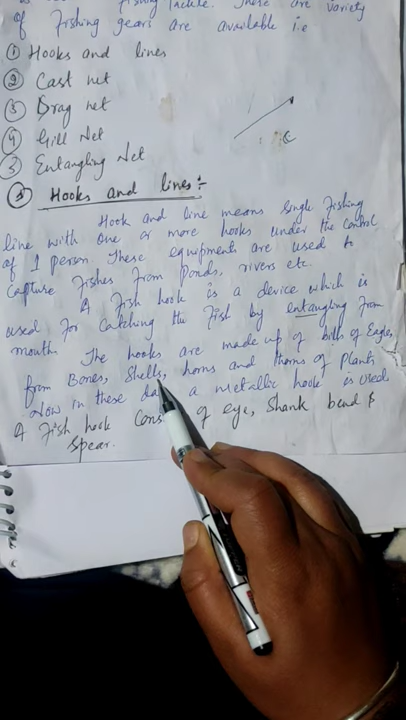 fishing tackle. These are variety
of fishing gears are available i.e
① Hooks and lines
② Cast net
③ Drag net
④ Gill Net
⑤ Entangling Net
Hooks and lines:-
Hook and line means single fishing
line with one or more hooks under the control
of 1 person These equipments are used to
capture fishes from ponds, rivers etc.
A fish hook is a device which is
used for catching the fish by entangling from
mouth. The hooks are made up of bills of Eagle,
from Bones, Shells, horns and thorns of plants
Now in these a metallic hook is used
A fish hook of eye, Shank bend &
Spear.
C